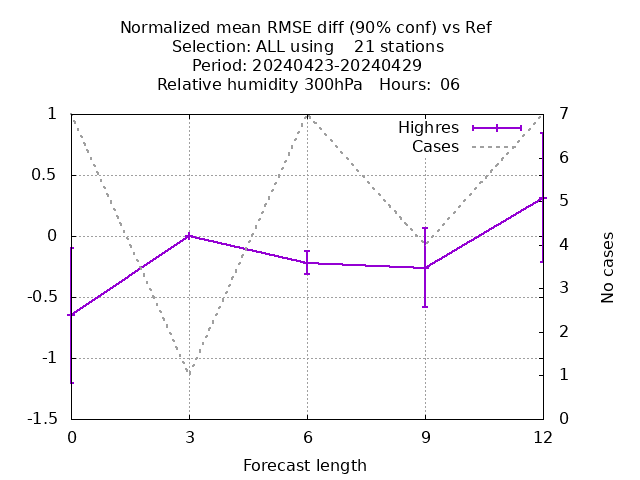 Normalized mean RMSE diff (90% conf) vs Ref
Selection: ALL using    21 stations
Period: 20240423-20240429
Relative humidity 300hPa   Hours:  06
Highres
Cases
1
0.5
0
-0.5
-1
-1.5
7
6
5
4
3
2
1
0
No cases
0 3 6 9 12
Forecast length